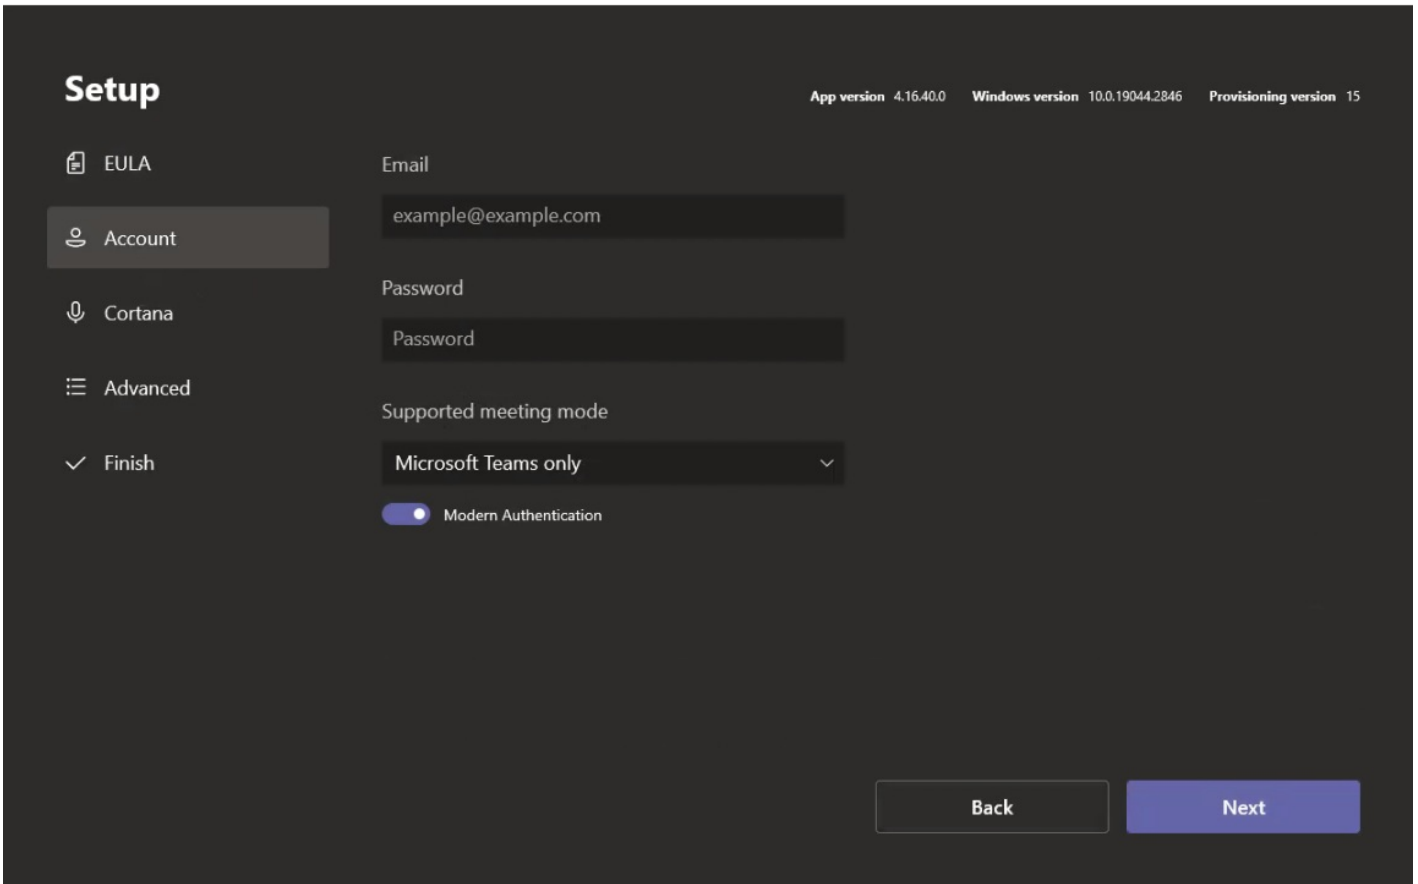 Setup
App version 4.16.40.0 Windows version 10.0.19044.2846 Provisioning version 15
EULA
Account
Cortana
Advanced
Finish
Email
example@example.com
Password
Password
Supported meeting mode
Microsoft Teams only
Modern Authentication
Back
Next